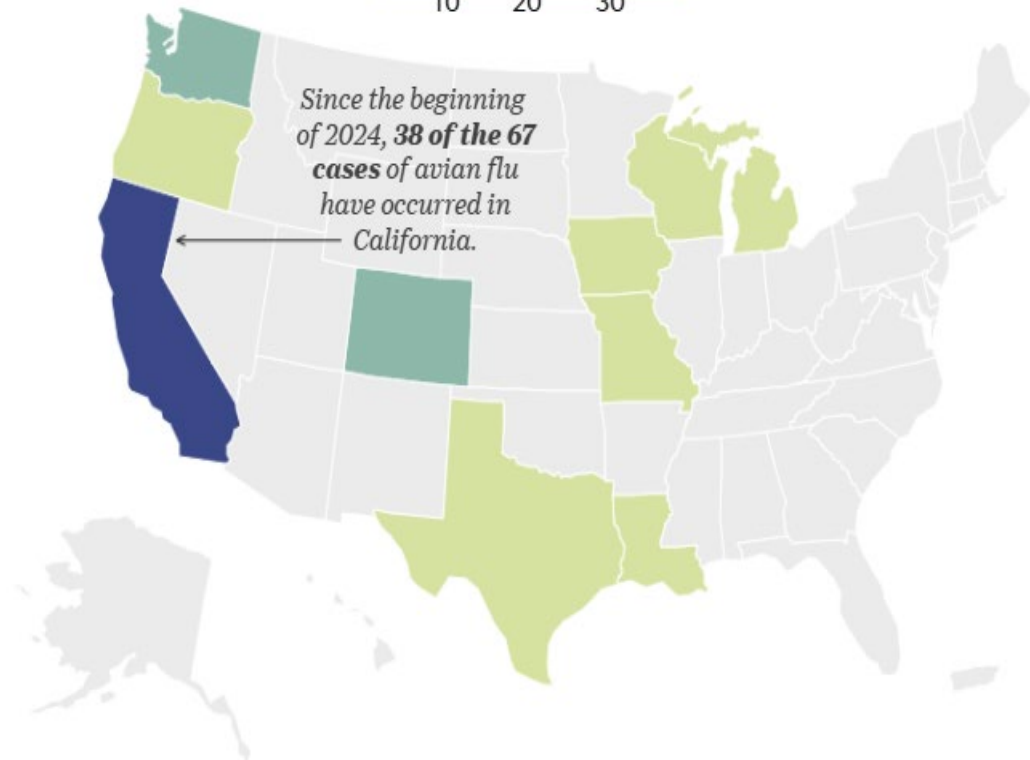 10 20 30
Since the beginning
of 2024, 38 of the 67
cases of avian flu
have occurred in
California.